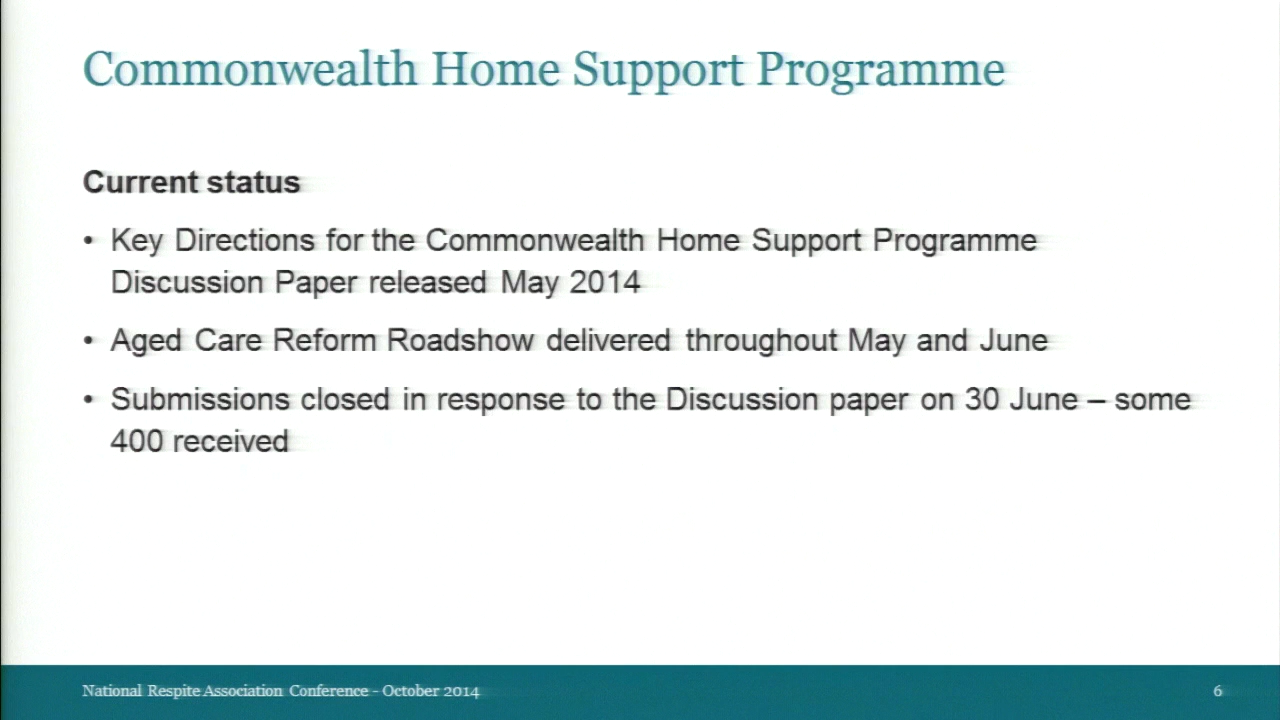 Commonwealth Home Support Programme
Current status
• Key Directions for the Commonwealth Home Support Programme
Discussion Paper released May 2014
• Aged Care Reform Roadshow delivered throughout May and June
• Submissions closed in response to the Discussion paper on 30 June – some
400 received
National Respite Association Conference - October 2014
6